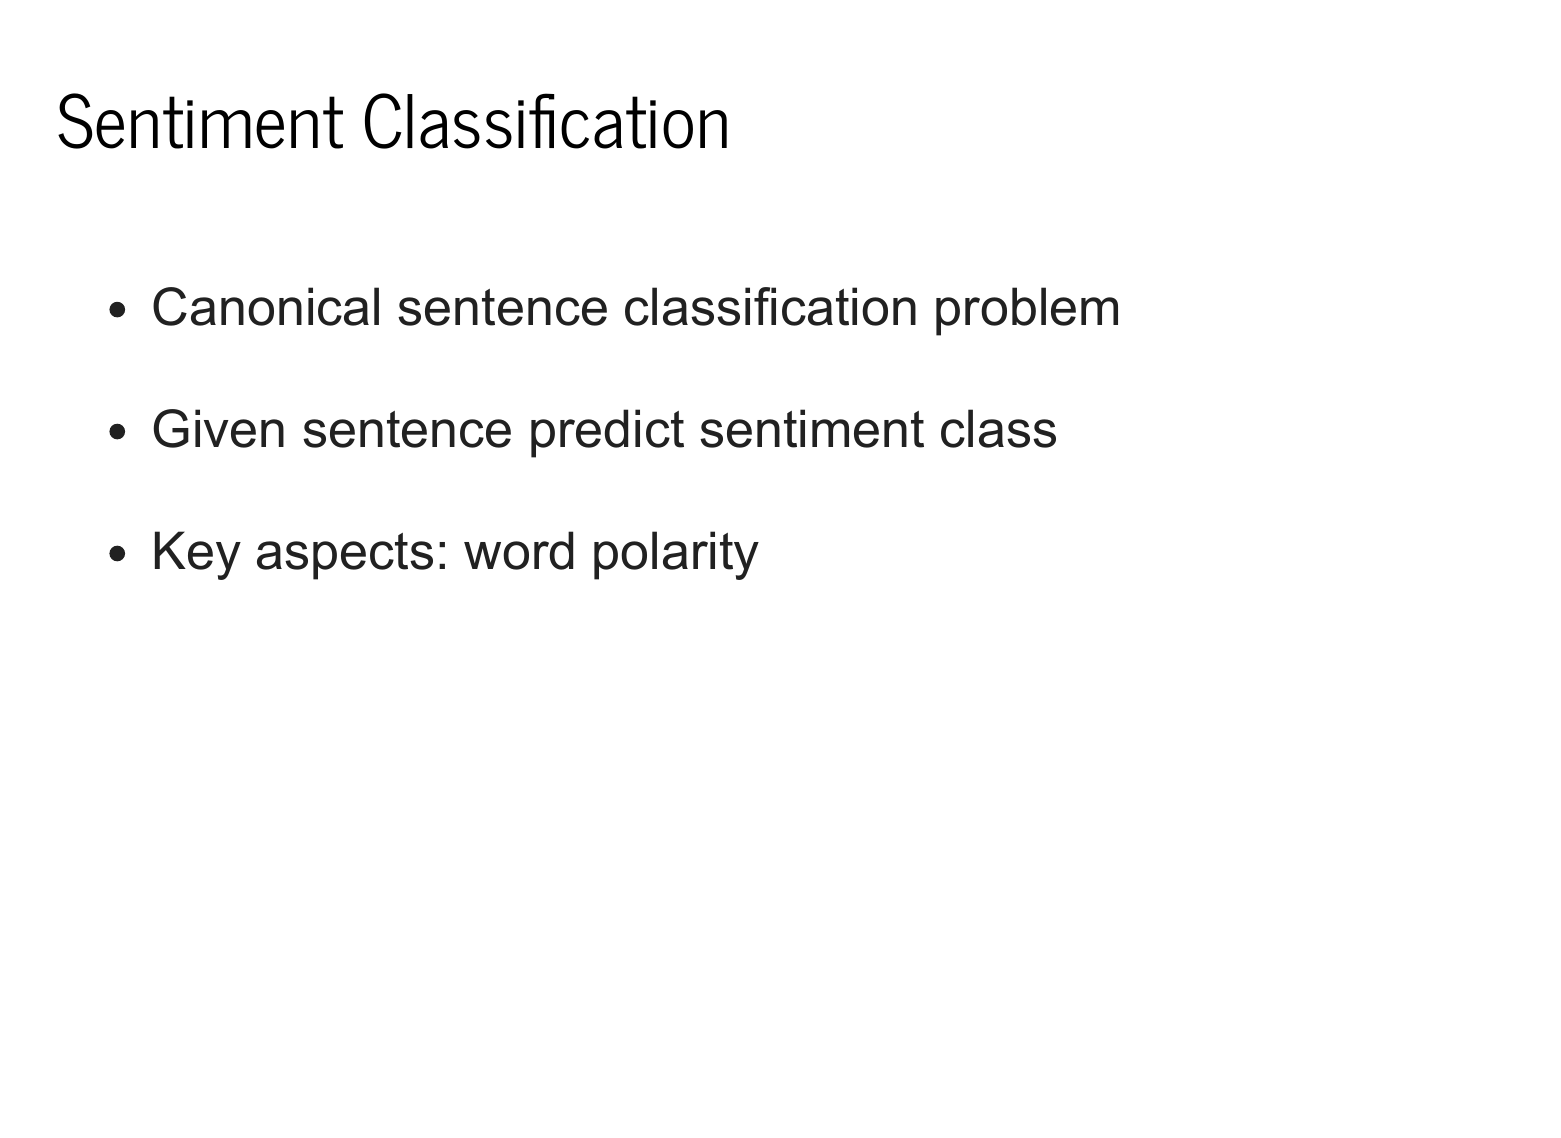 Sentiment Classification
• Canonical sentence classification problem
• Given sentence predict sentiment class
• Key aspects: word polarity